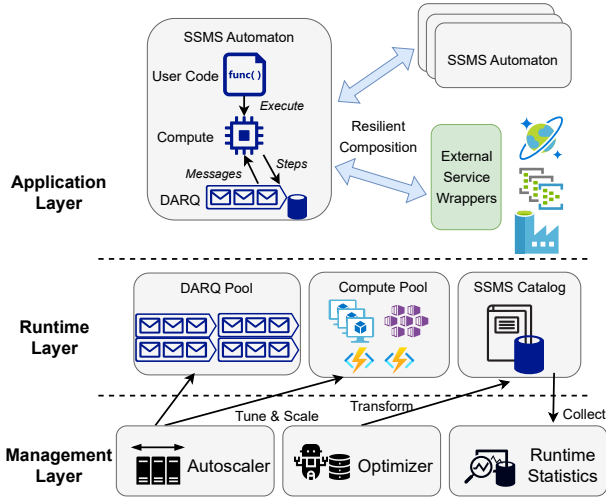 SSMS Automaton
User Code
func( )
Execute
Compute
Messages
Steps
DARQ
SSMS Automaton
Resilient
Composition
External
Service
Wrappers
Application
Layer
DARQ Pool
Compute Pool
SSMS Catalog
Runtime
Layer
Tune & Scale
Transform
Collect
Management
Layer
Autoscaler
Optimizer
Runtime
Statistics